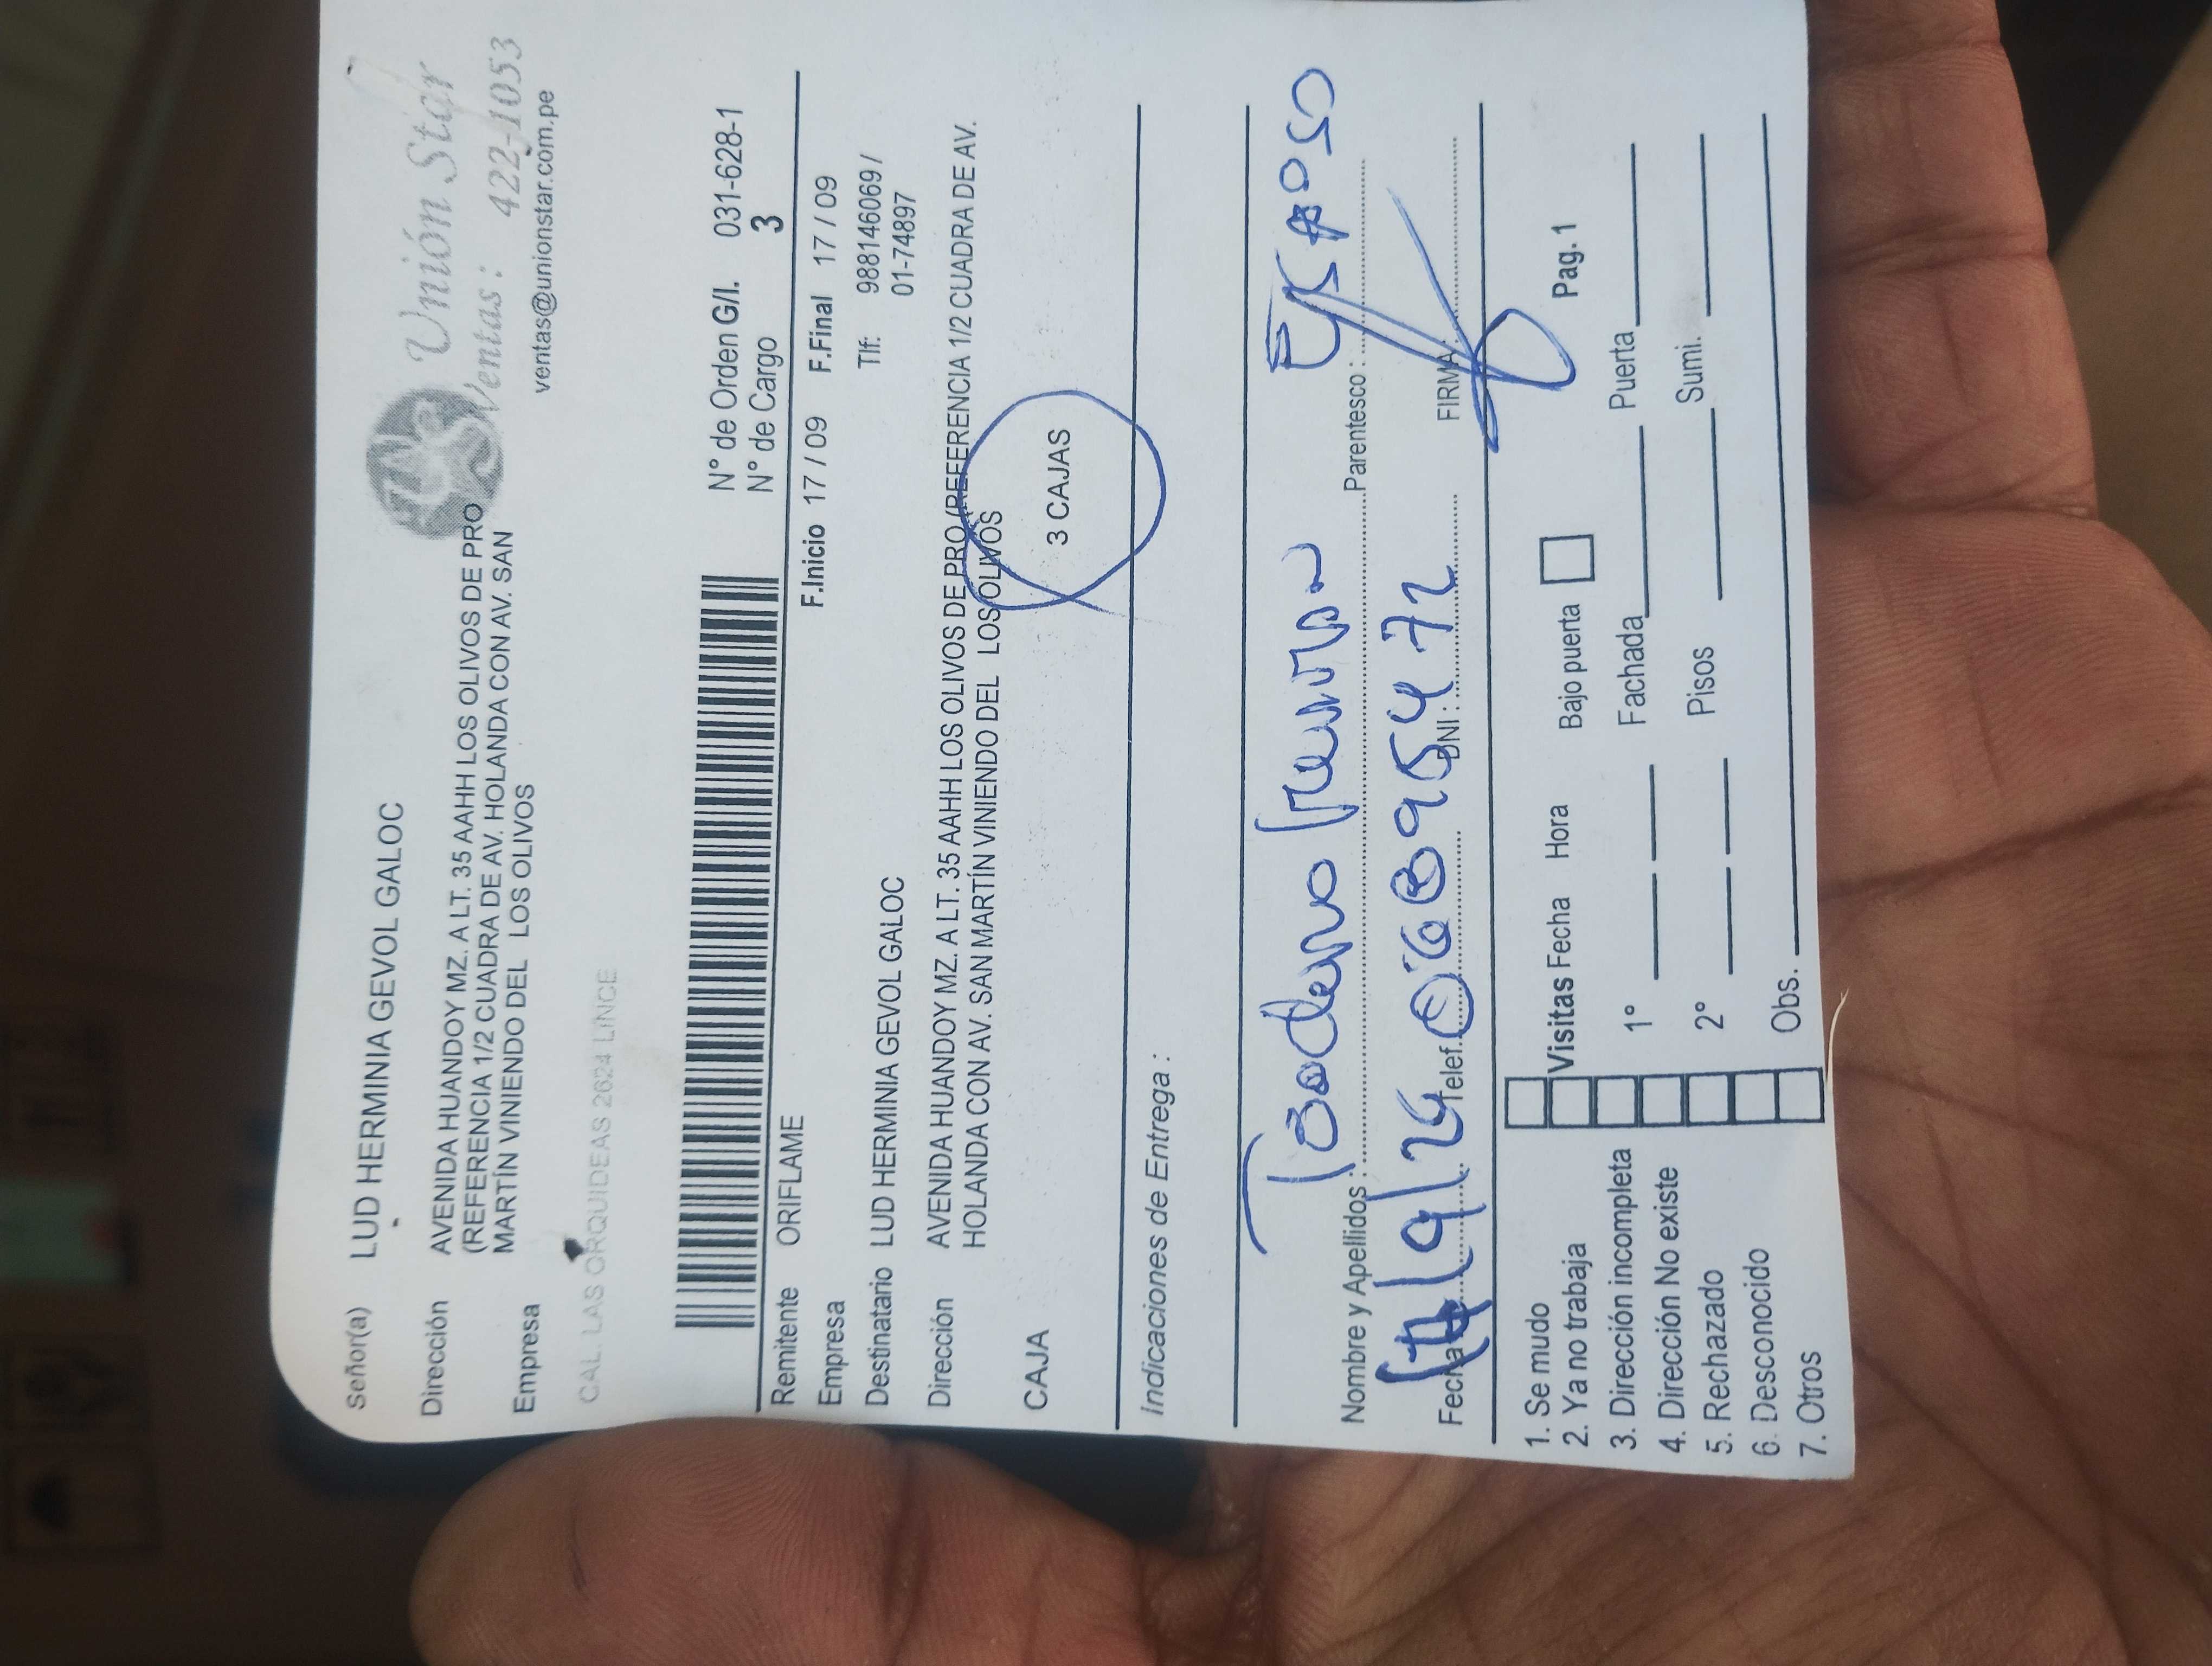 Señor(a) LUD HERMINIA GEVOL GALOC
Unión Star
Ventas : 422-1053
ventas@unionstar.com.pe
Dirección AVENIDA HUANDOY MZ. A LT. 35 AAHH LOS OLIVOS DE PRO
(REFERENCIA 1/2 CUADRA DE AV. HOLANDA CON AV. SAN
MARTÍN VINIENDO DEL LOS OLIVOS
Empresa
CAL. LAS ORQUIDEAS 2624 LINCE
N° de Orden G/I. 031-628-1
N° de Cargo 3
Remitente ORIFLAME
F.Inicio 17 / 09 F.Final 17 / 09
Empresa
Destinatario LUD HERMINIA GEVOL GALOC
Tlf: 988146069 /
01-74897
Dirección AVENIDA HUANDOY MZ. A LT. 35 AAHH LOS OLIVOS DE PRO (REFERENCIA 1/2 CUADRA DE AV.
HOLANDA CON AV. SAN MARTÍN VINIENDO DEL LOS OLIVOS
CAJA 3 CAJAS
Indicaciones de Entrega :
Nombre y Apellidos : Parentesco : Esposo
Fecha Telef. DNI : FIRMA :
1. Se mudo
2. Ya no trabaja
3. Dirección incompleta
4. Dirección No existe
5. Rechazado
6. Desconocido
7. Otros
Visitas Fecha Hora Bajo puerta Pag. 1
1° Fachada Puerta
2° Pisos Sumi.
Obs.